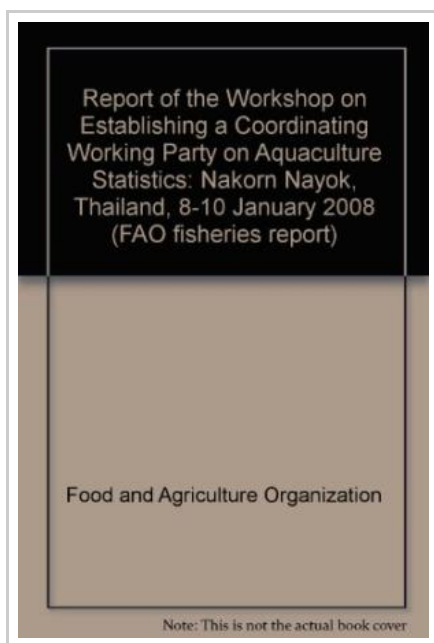 Report of the Workshop on
Establishing a Coordinating
Working Party on Aquaculture
Statistics: Nakorn Nayok,
Thailand, 8-10 January 2008
(FAO fisheries report)
Food and Agriculture Organization
Note: This is not the actual book cover